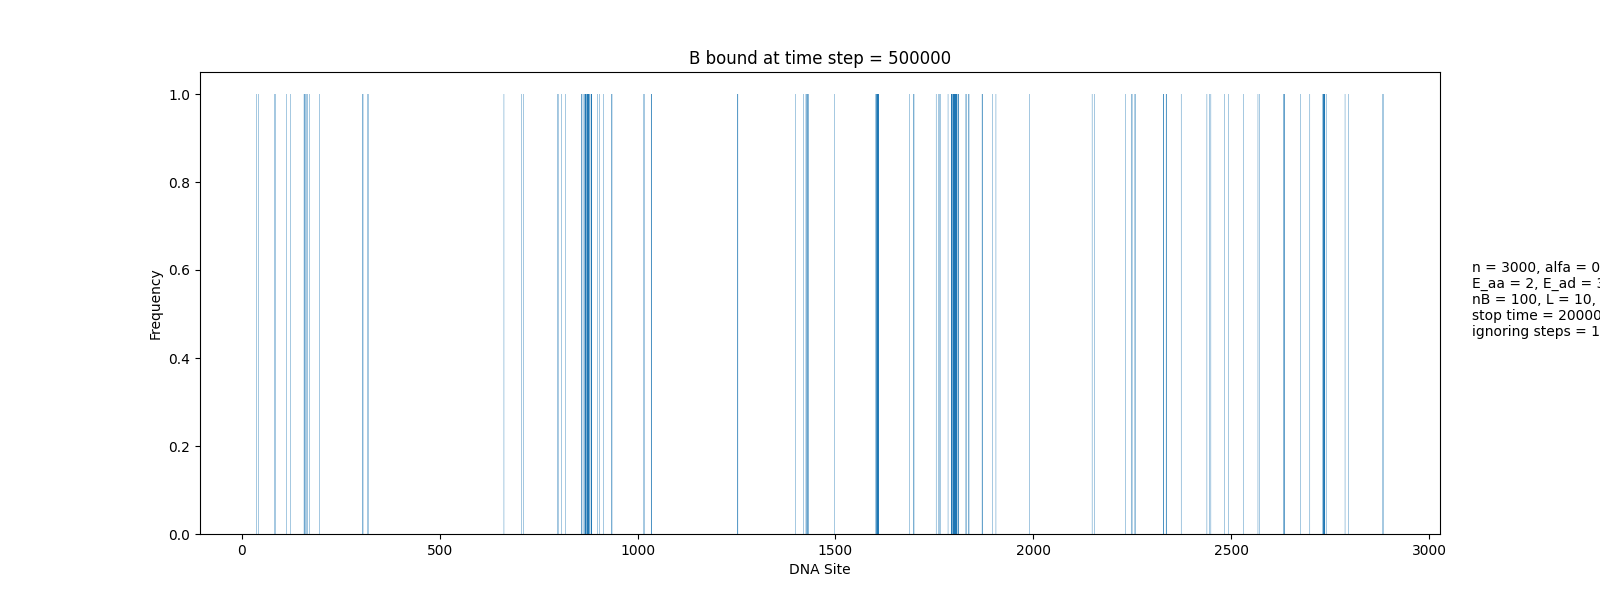 B bound at time step = 500000
1.0
0.8
0.6
0.4
0.2
0.0
Frequency
0 500 1000 1500 2000 2500 3000
DNA Site
n = 3000, alfa = 0
E_aa = 2, E_ad =
nB = 100, L = 10,
stop time = 20000
ignoring steps = 1